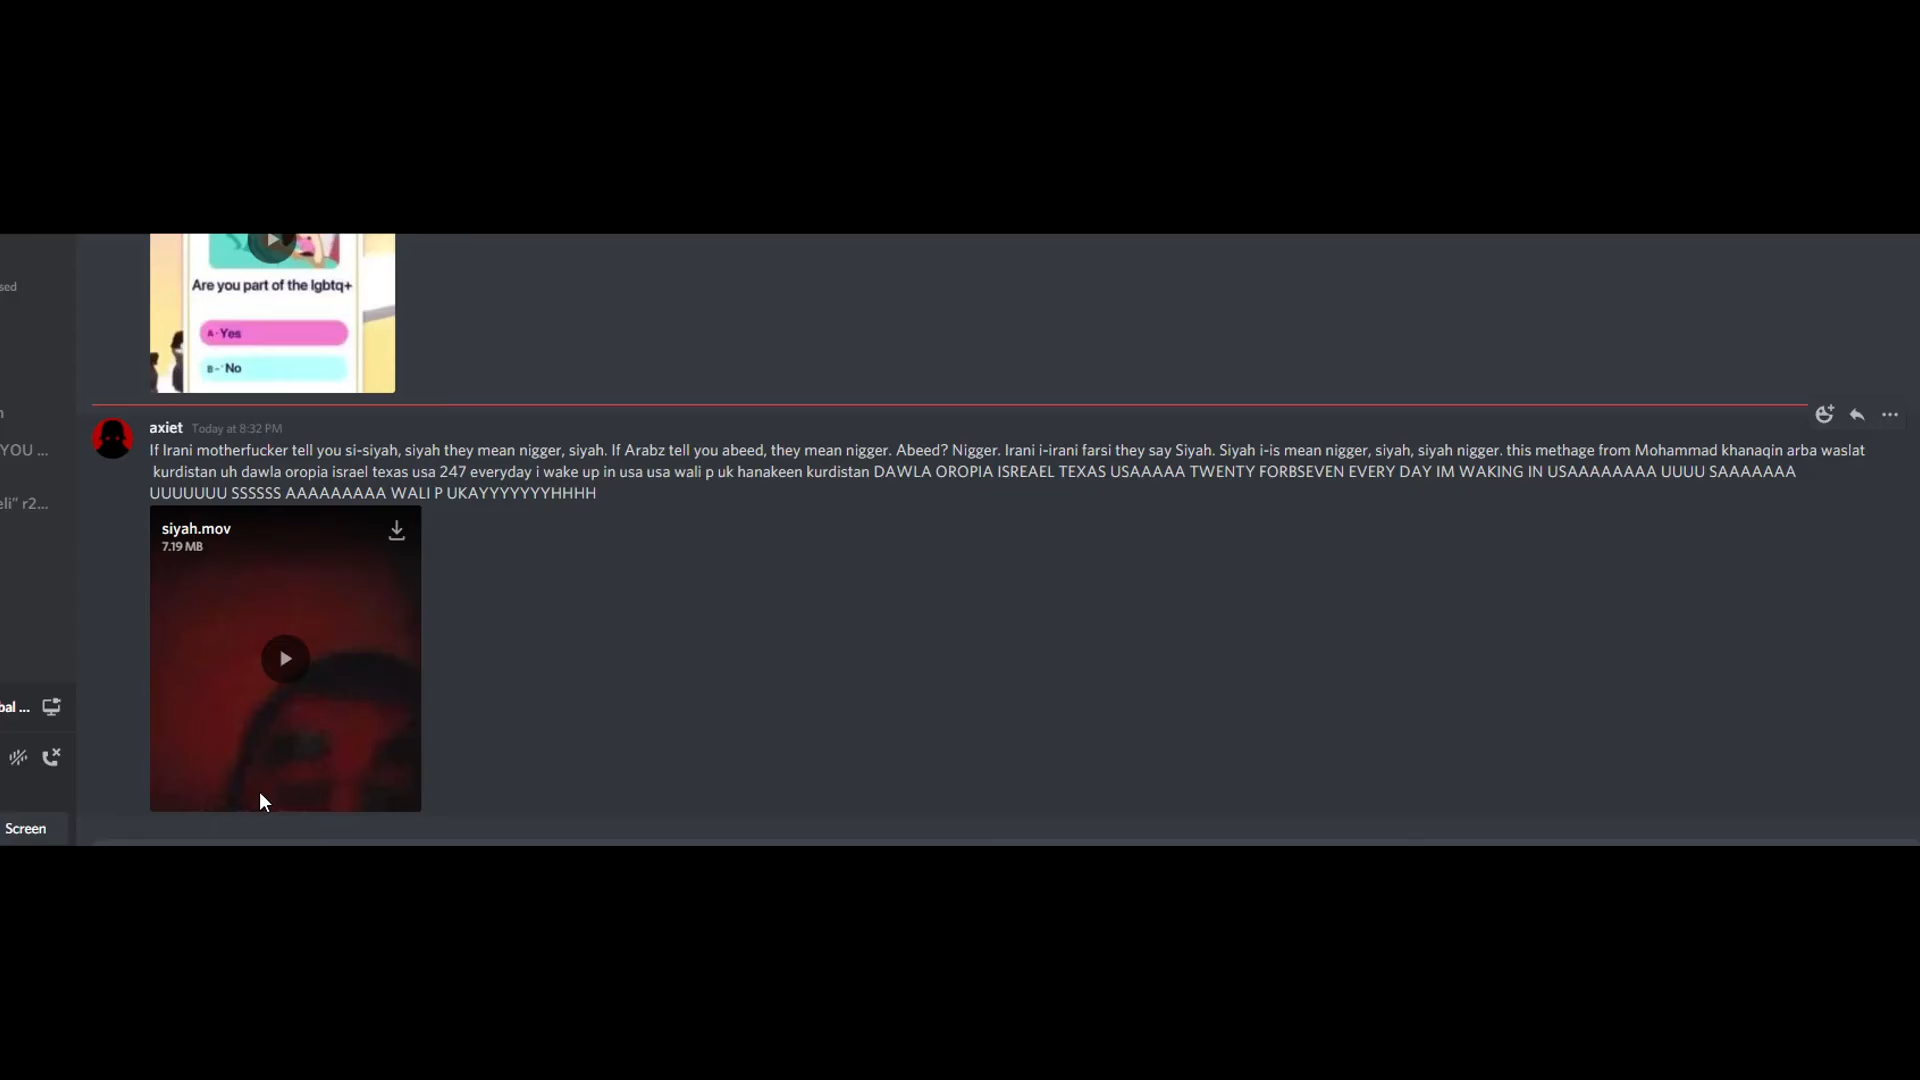 sed
Are you part of the lgbtq+
A - Yes
B - No
YOU ...
axiet Today at 8:32 PM
If Irani motherfucker tell you si-siyah, siyah they mean nigger, siyah. If Arabz tell you abeed, they mean nigger. Abeed? Nigger. Irani i-irani farsi they say Siyah. Siyah i-is mean nigger, siyah, siyah nigger. this methage from Mohammad khanaqin arba waslat
kurdistan uh dawla oropia israel texas usa 247 everyday i wake up in usa usa wali p uk hanakeen kurdistan DAWLA OROPIA ISREAEL TEXAS USAAAAA TWENTY FORBSEVEN EVERY DAY IM WAKING IN USAAAAAAAA UUUU SAAAAAAA
UUUUUUU SSSSSS AAAAAAAAA WALI P UKAYYYYYYYHHHH
eli" r2...
siyah.mov
7.19 MB
bal ...
Screen